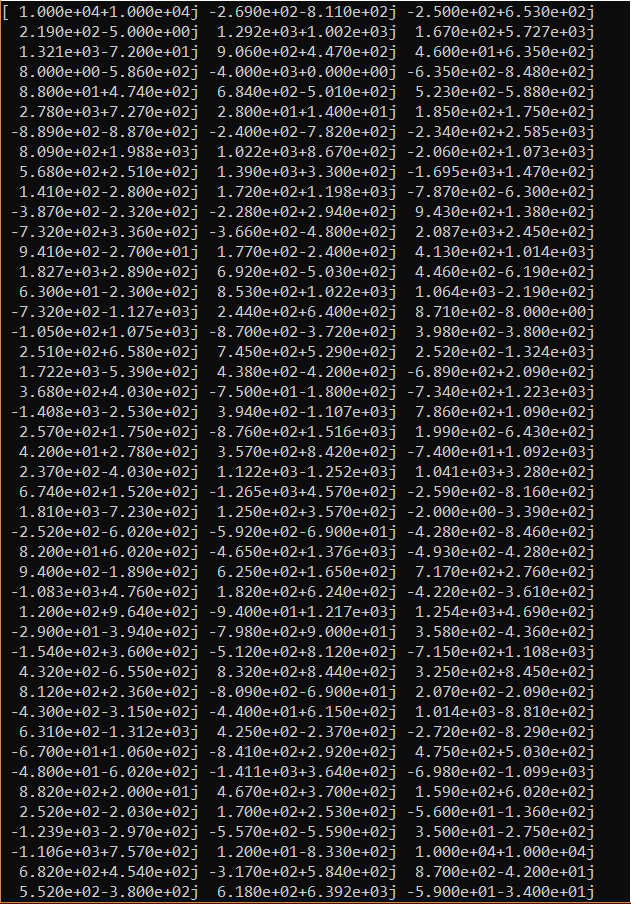 [ 1.000e+04+1.000e+04j -2.690e+02-8.110e+02j -2.500e+02+6.530e+02j
2.190e+02-5.000e+00j 1.292e+03+1.002e+03j 1.670e+02+5.727e+03j
1.321e+03-7.200e+01j 9.060e+02+4.470e+02j 4.600e+01+6.350e+02j
8.000e+00-5.860e+02j -4.000e+03+0.000e+00j -6.350e+02-8.480e+02j
8.800e+01+4.740e+02j 6.840e+02-5.010e+02j 5.230e+02-5.880e+02j
2.780e+03+7.270e+02j 2.800e+01+1.400e+01j 1.850e+02+1.750e+02j
-8.890e+02-8.870e+02j -2.400e+02-7.820e+02j -2.340e+02+2.585e+03j
8.090e+02+1.988e+03j 1.022e+03+8.670e+02j -2.060e+02+1.073e+03j
5.680e+02+2.510e+02j 1.390e+03+3.300e+02j -1.695e+03+1.470e+02j
1.410e+02-2.800e+02j 1.720e+02+1.198e+03j -7.870e+02-6.300e+02j
-3.870e+02-2.320e+02j -2.280e+02+2.940e+02j 9.430e+02+1.380e+02j
-7.320e+02+3.360e+02j -3.660e+02-4.800e+02j 2.087e+03+2.450e+02j
9.410e+02-2.700e+01j 1.770e+02-2.400e+02j 4.130e+02+1.014e+03j
1.827e+03+2.890e+02j 6.920e+02-5.030e+02j 4.460e+02-6.190e+02j
6.300e+01-2.300e+02j 8.530e+02+1.022e+03j 1.064e+03-2.190e+02j
-7.320e+02-1.127e+03j 2.440e+02+6.400e+02j 8.710e+02-8.000e+00j
-1.050e+02+1.075e+03j -8.700e+02-3.720e+02j 3.980e+02-3.800e+02j
2.510e+02+6.580e+02j 7.450e+02+5.290e+02j 2.520e+02-1.324e+03j
1.722e+03-5.390e+02j 4.380e+02-4.200e+02j -6.890e+02+2.090e+02j
3.680e+02+4.030e+02j -7.500e+01-1.800e+02j -7.340e+02+1.223e+03j
-1.408e+03-2.530e+02j 3.940e+02-1.107e+03j 7.860e+02+1.090e+02j
2.570e+02+1.750e+02j -8.760e+02+1.516e+03j 1.990e+02-6.430e+02j
4.200e+01+2.780e+02j 3.570e+02+8.420e+02j -7.400e+01+1.092e+03j
2.370e+02-4.030e+02j 1.122e+03-1.252e+03j 1.041e+03+3.280e+02j
6.740e+02+1.520e+02j -1.265e+03+4.570e+02j -2.590e+02-8.160e+02j
1.810e+03-7.230e+02j 1.250e+02+3.570e+02j -2.000e+00-3.390e+02j
-2.520e+02-6.020e+02j -5.920e+02-6.900e+01j -4.280e+02-8.460e+02j
8.200e+01+6.020e+02j -4.650e+02+1.376e+03j -4.930e+02-4.280e+02j
9.400e+02-1.890e+02j 6.250e+02+1.650e+02j 7.170e+02+2.760e+02j
-1.083e+03+4.760e+02j 1.820e+02+6.240e+02j -4.220e+02-3.610e+02j
1.200e+02+9.640e+02j -9.400e+01+1.217e+03j 1.254e+03+4.690e+02j
-2.900e+01-3.940e+02j -7.980e+02+9.000e+01j 3.580e+02-4.360e+02j
-1.540e+02+3.600e+02j -5.120e+02+8.120e+02j -7.150e+02+1.108e+03j
4.320e+02-6.550e+02j 8.320e+02+8.440e+02j 3.250e+02+8.450e+02j
8.120e+02+2.360e+02j -8.090e+02-6.900e+01j 2.070e+02-2.090e+02j
-4.300e+02-3.150e+02j -4.400e+01+6.150e+02j 1.014e+03-8.810e+02j
6.310e+02-1.312e+03j 4.250e+02-2.370e+02j -2.720e+02-8.290e+02j
-6.700e+01+1.060e+02j -8.410e+02+2.920e+02j 4.750e+02+5.030e+02j
-4.800e+01-6.020e+02j -1.411e+03+3.640e+02j -6.980e+02-1.099e+03j
8.820e+02+2.000e+01j 4.670e+02+3.700e+02j 1.590e+02+6.020e+02j
2.520e+02-2.030e+02j 1.700e+02+2.530e+02j -5.600e+01-1.360e+02j
-1.239e+03-2.970e+02j -5.570e+02-5.590e+02j 3.500e+01-2.750e+02j
-1.106e+03+7.570e+02j 1.200e+01-8.330e+02j 1.000e+04+1.000e+04j
6.820e+02+4.540e+02j -3.170e+02+5.840e+02j 8.700e+02-4.200e+01j
5.520e+02-3.800e+02j 6.180e+02+6.392e+03j -5.900e+01-3.400e+01j